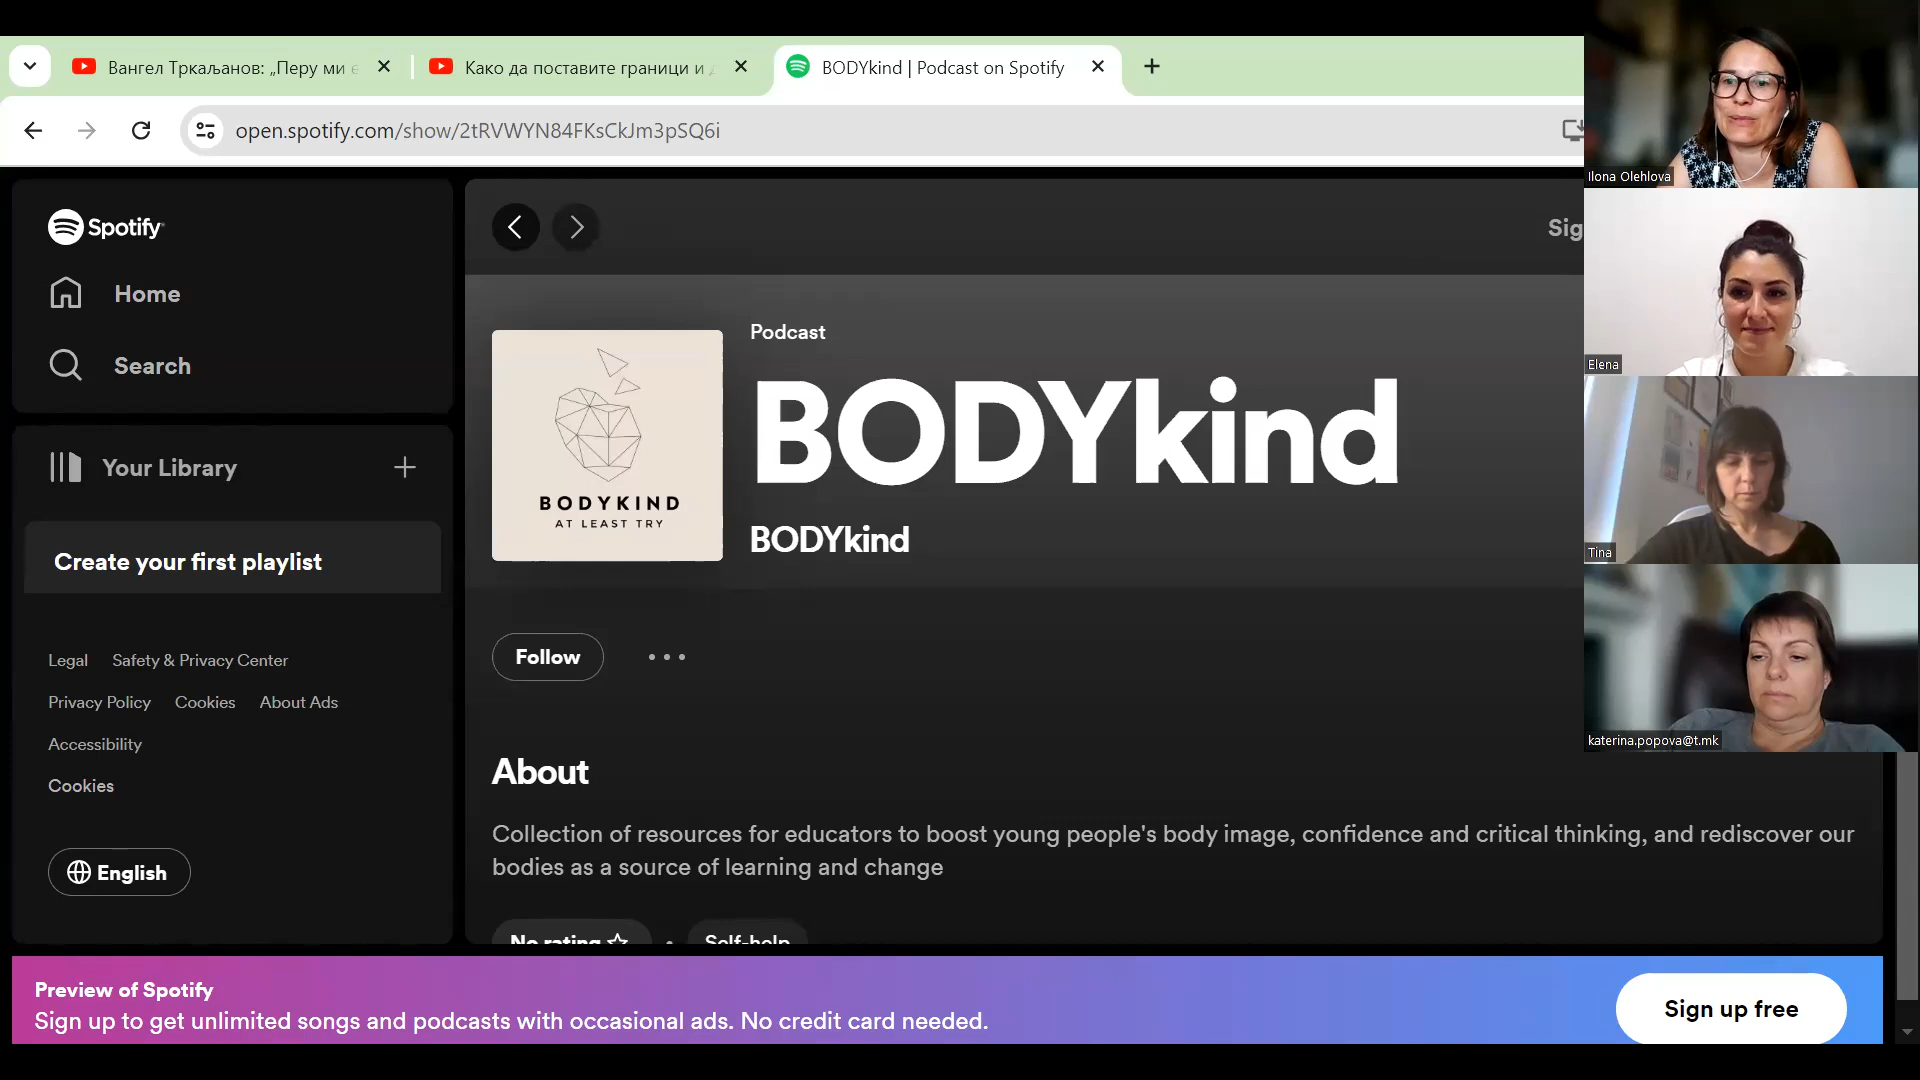 Вангел Тркаљанов: „Перу ми е
Како да поставите граници и
BODYkind | Podcast on Spotify
open.spotify.com/show/2tRVWYN84FKsCkJm3pSQ6i
Spotify
Home
Search
Your Library
Create your first playlist
Legal Safety & Privacy Center
Privacy Policy Cookies About Ads
Accessibility
Cookies
English
Sig
BODYKIND
AT LEAST TRY
Podcast
BODYkind
BODYkind
Follow
About
Collection of resources for educators to boost young people's body image, confidence and critical thinking, and rediscover our
bodies as a source of learning and change
No rating • Self-help
Preview of Spotify
Sign up to get unlimited songs and podcasts with occasional ads. No credit card needed.
Sign up free
Ilona Olehlova
Elena
Tina
katerina.popova@t.mk